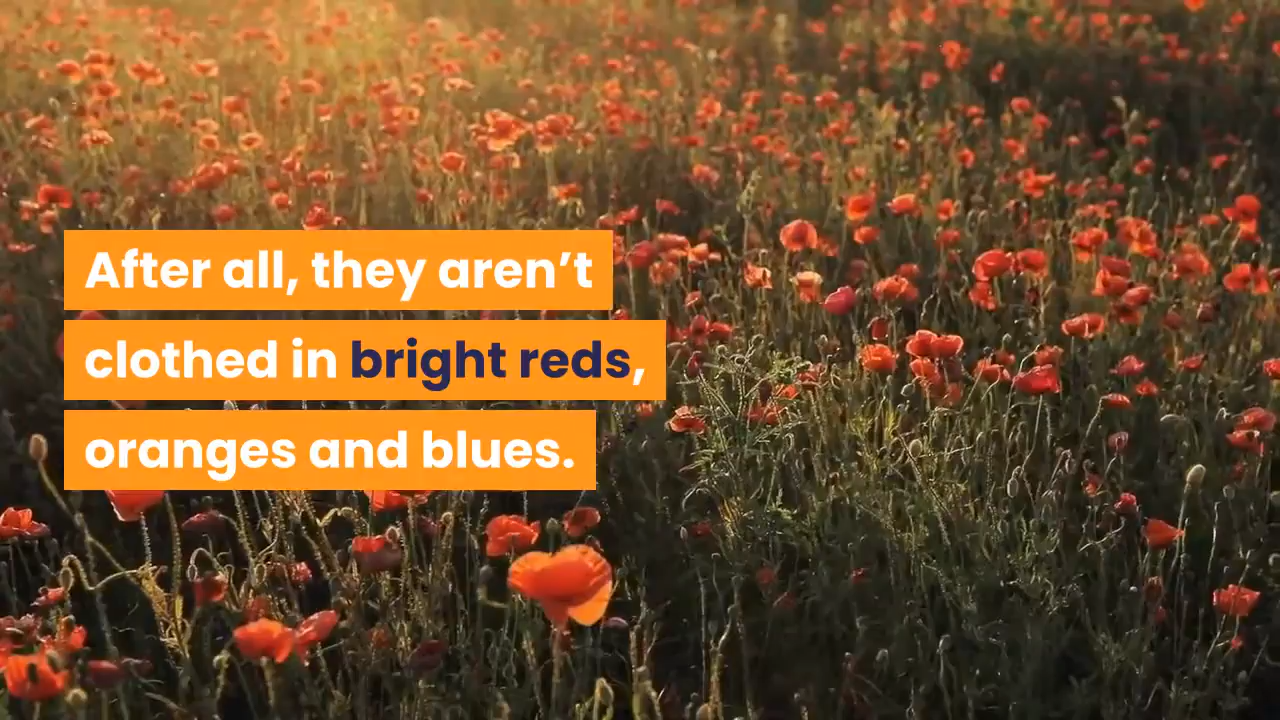 After all, they aren’t
clothed in bright reds,
oranges and blues.